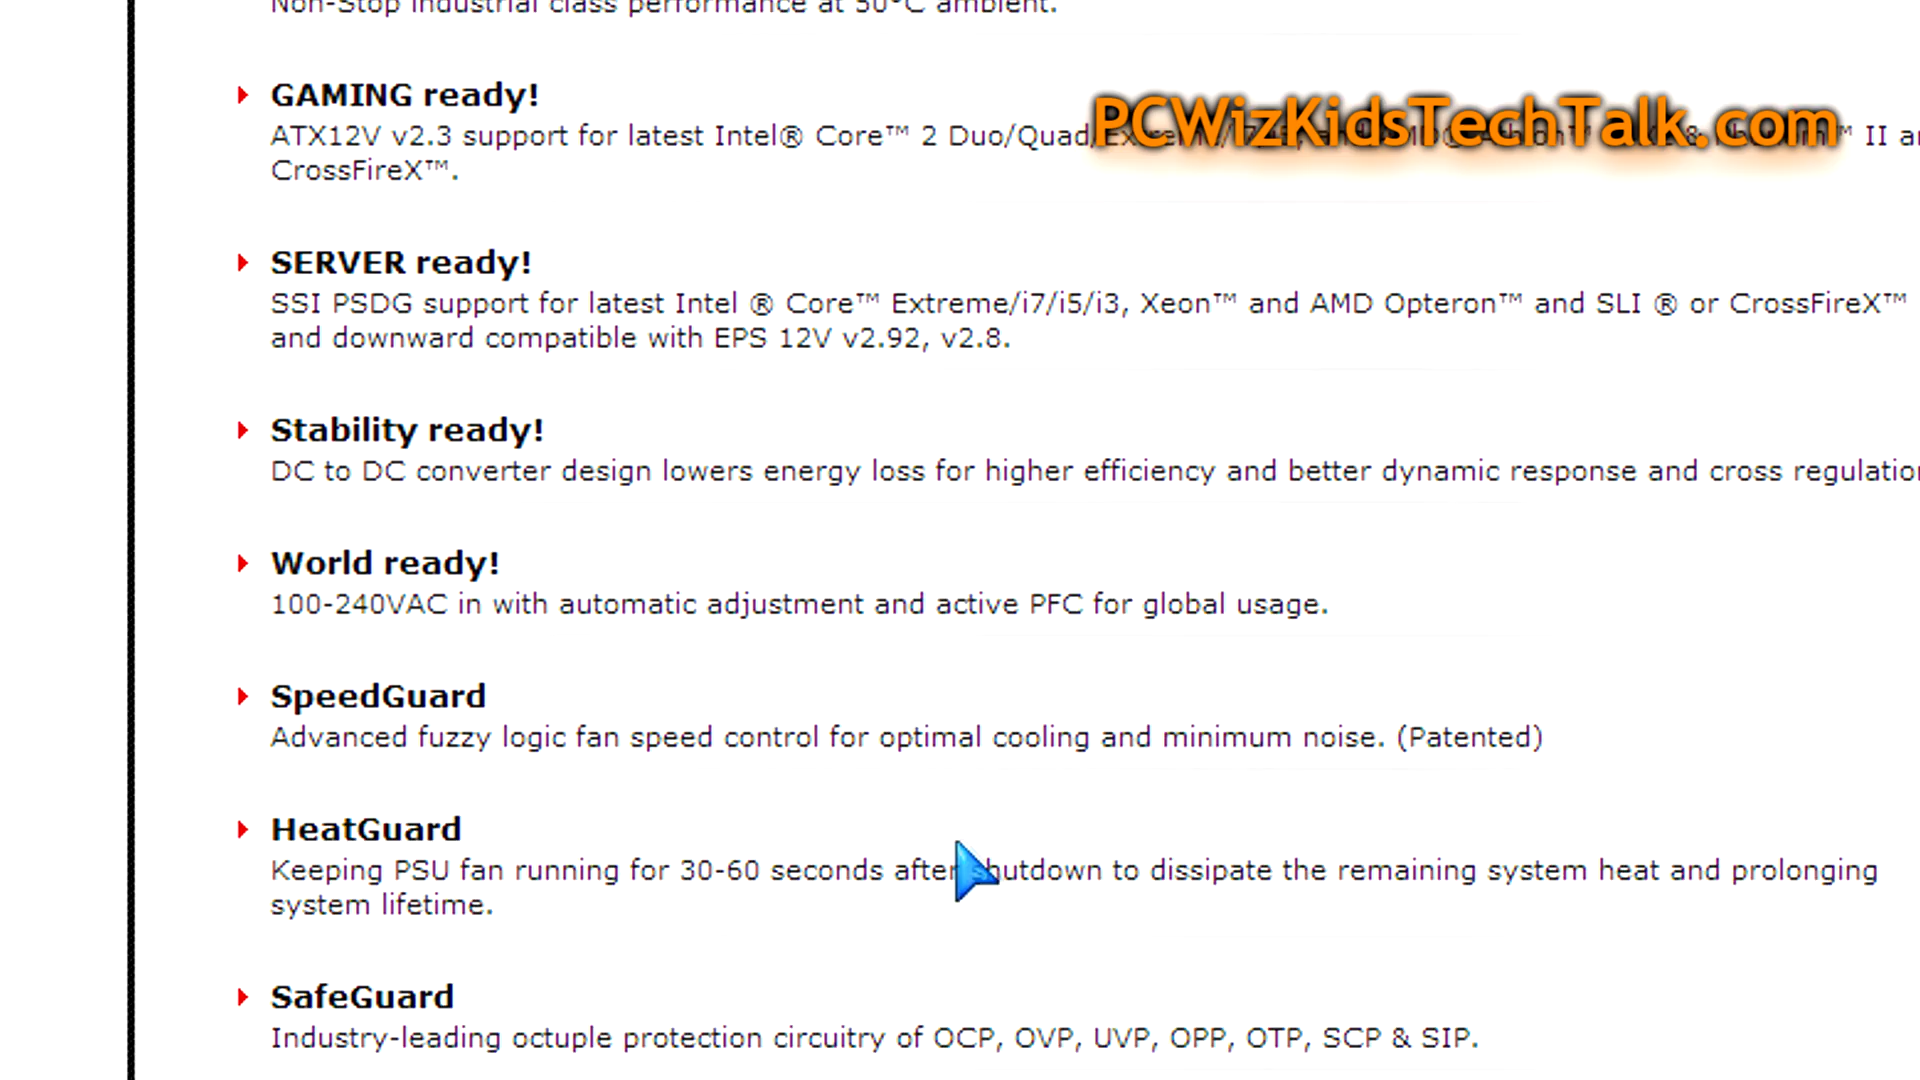 Non-Stop industrial class performance at 50°C ambient.
GAMING ready!
PCWizKidsTechTalk.com
ATX12V v2.3 support for latest Intel® Core™ 2 Duo/Quad/ II
CrossFireX™.
SERVER ready!
SSI PSDG support for latest Intel ® Core™ Extreme/i7/i5/i3, Xeon™ and AMD Opteron™ and SLI ® or CrossFireX™
and downward compatible with EPS 12V v2.92, v2.8.
Stability ready!
DC to DC converter design lowers energy loss for higher efficiency and better dynamic response and cross regulation
World ready!
100-240VAC in with automatic adjustment and active PFC for global usage.
SpeedGuard
Advanced fuzzy logic fan speed control for optimal cooling and minimum noise. (Patented)
HeatGuard
Keeping PSU fan running for 30-60 seconds after shutdown to dissipate the remaining system heat and prolonging
system lifetime.
SafeGuard
Industry-leading octuple protection circuitry of OCP, OVP, UVP, OPP, OTP, SCP & SIP.